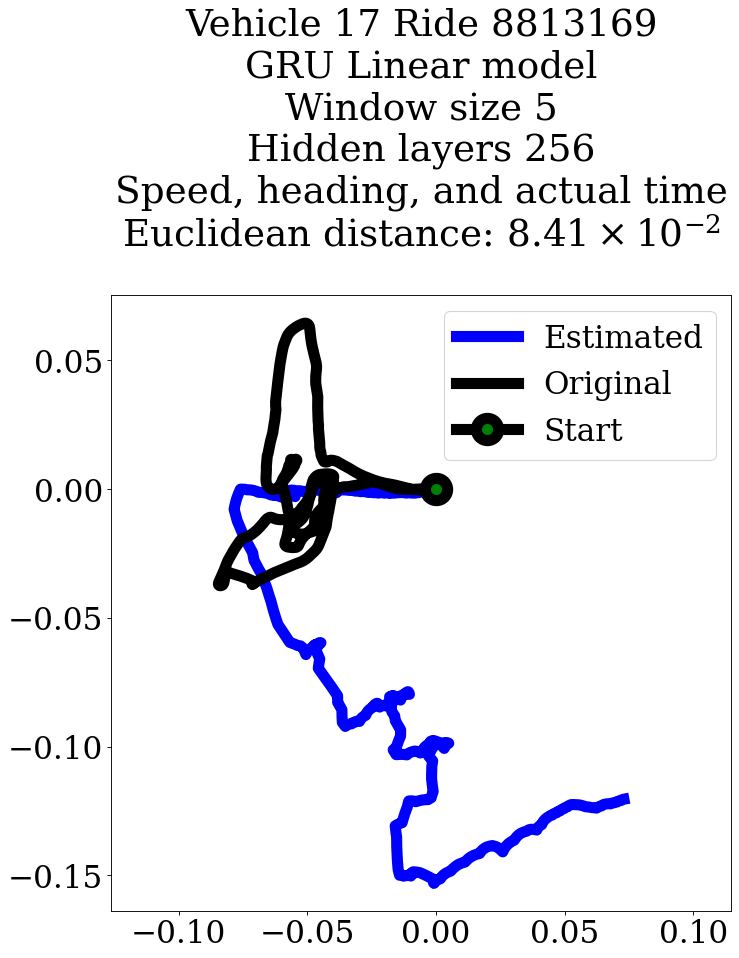 Vehicle 17 Ride 8813169
GRU Linear model
Window size 5
Hidden layers 256
Speed, heading, and actual time
Euclidean distance: 8.41 × 10⁻²
Estimated
Original
Start
0.05
0.00
−0.05
−0.10
−0.15
−0.10 −0.05 0.00 0.05 0.10